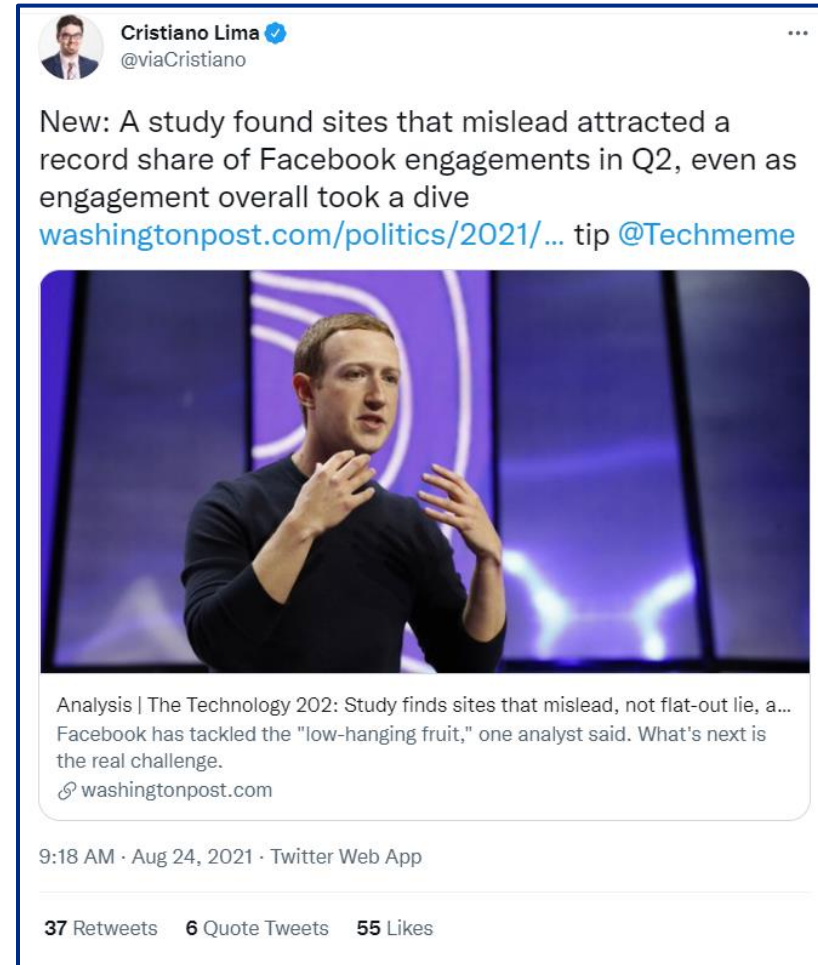 Cristiano Lima
@viaCristiano
New: A study found sites that mislead attracted a
record share of Facebook engagements in Q2, even as
engagement overall took a dive
washingtonpost.com/politics/2021/... tip @Techmeme
Analysis | The Technology 202: Study finds sites that mislead, not flat-out lie, a...
Facebook has tackled the "low-hanging fruit," one analyst said. What's next is
the real challenge.
washingtonpost.com
9:18 AM · Aug 24, 2021 · Twitter Web App
37 Retweets 6 Quote Tweets 55 Likes